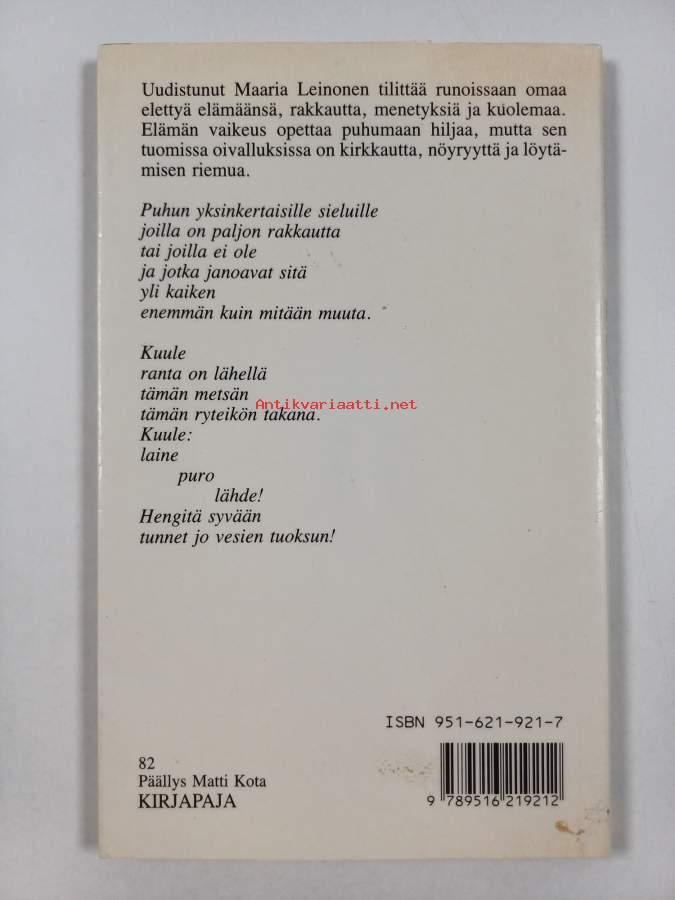 Uudistunut Maaria Leinonen tilittää runoissaan omaa
elettyä elämäänsä, rakkautta, menetyksiä ja kuolemaa.
Elämän vaikeus opettaa puhumaan hiljaa, mutta sen
tuomissa oivalluksissa on kirkkautta, nöyryyttä ja löytä-
misen riemua.
Puhun yksinkertaisille sieluille
joilla on paljon rakkautta
tai joilla ei ole
ja jotka janoavat sitä
yli kaiken
enemmän kuin mitään muuta.
Kuule
ranta on lähellä
tämän metsän
Antikvariaatti.net
tämän ryteikön takana.
Kuule:
laine
puro
lähde!
Hengitä syvään
tunnet jo vesien tuoksun!
ISBN 951-621-921-7
82
Päällys Matti Kota
KIRJAPAJA
9 789516 219212